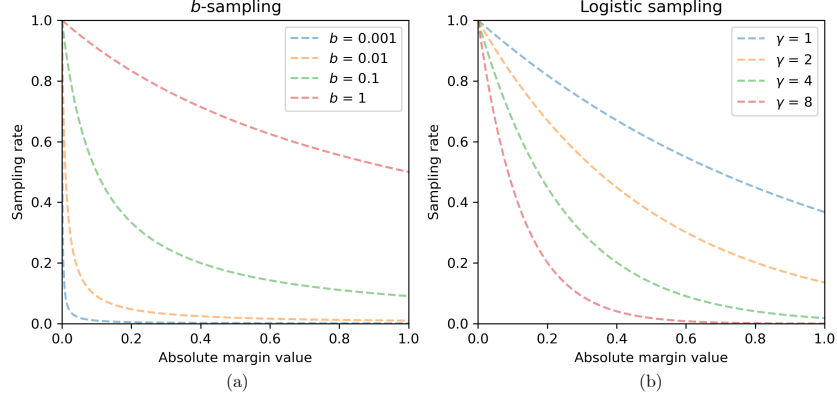 b-sampling
1.0
0.8
0.6
0.4
0.2
0.0
0.0 0.2 0.4 0.6 0.8 1.0
Sampling rate
Absolute margin value
b = 0.001
b = 0.01
b = 0.1
b = 1
(a)
Logistic sampling
1.0
0.8
0.6
0.4
0.2
0.0
0.0 0.2 0.4 0.6 0.8 1.0
Sampling rate
Absolute margin value
γ = 1
γ = 2
γ = 4
γ = 8
(b)